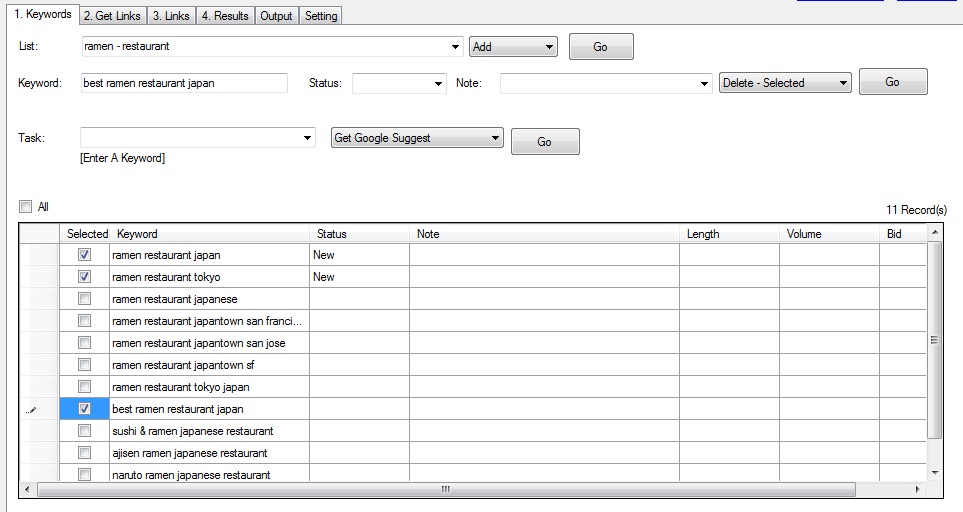 1. Keywords 2. Get Links 3. Links 4. Results Output Setting
List: ramen - restaurant Add Go
Keyword: best ramen restaurant japan Status: Note: Delete - Selected Go
Task: Get Google Suggest Go
[Enter A Keyword]
All 11 Record(s)
Selected Keyword Status Note Length Volume Bid
ramen restaurant japan New
ramen restaurant tokyo New
ramen restaurant japanese
ramen restaurant japantown san franci...
ramen restaurant japantown san jose
ramen restaurant japantown sf
ramen restaurant tokyo japan
best ramen restaurant japan
sushi & ramen japanese restaurant
ajisen ramen japanese restaurant
naruto ramen japanese restaurant